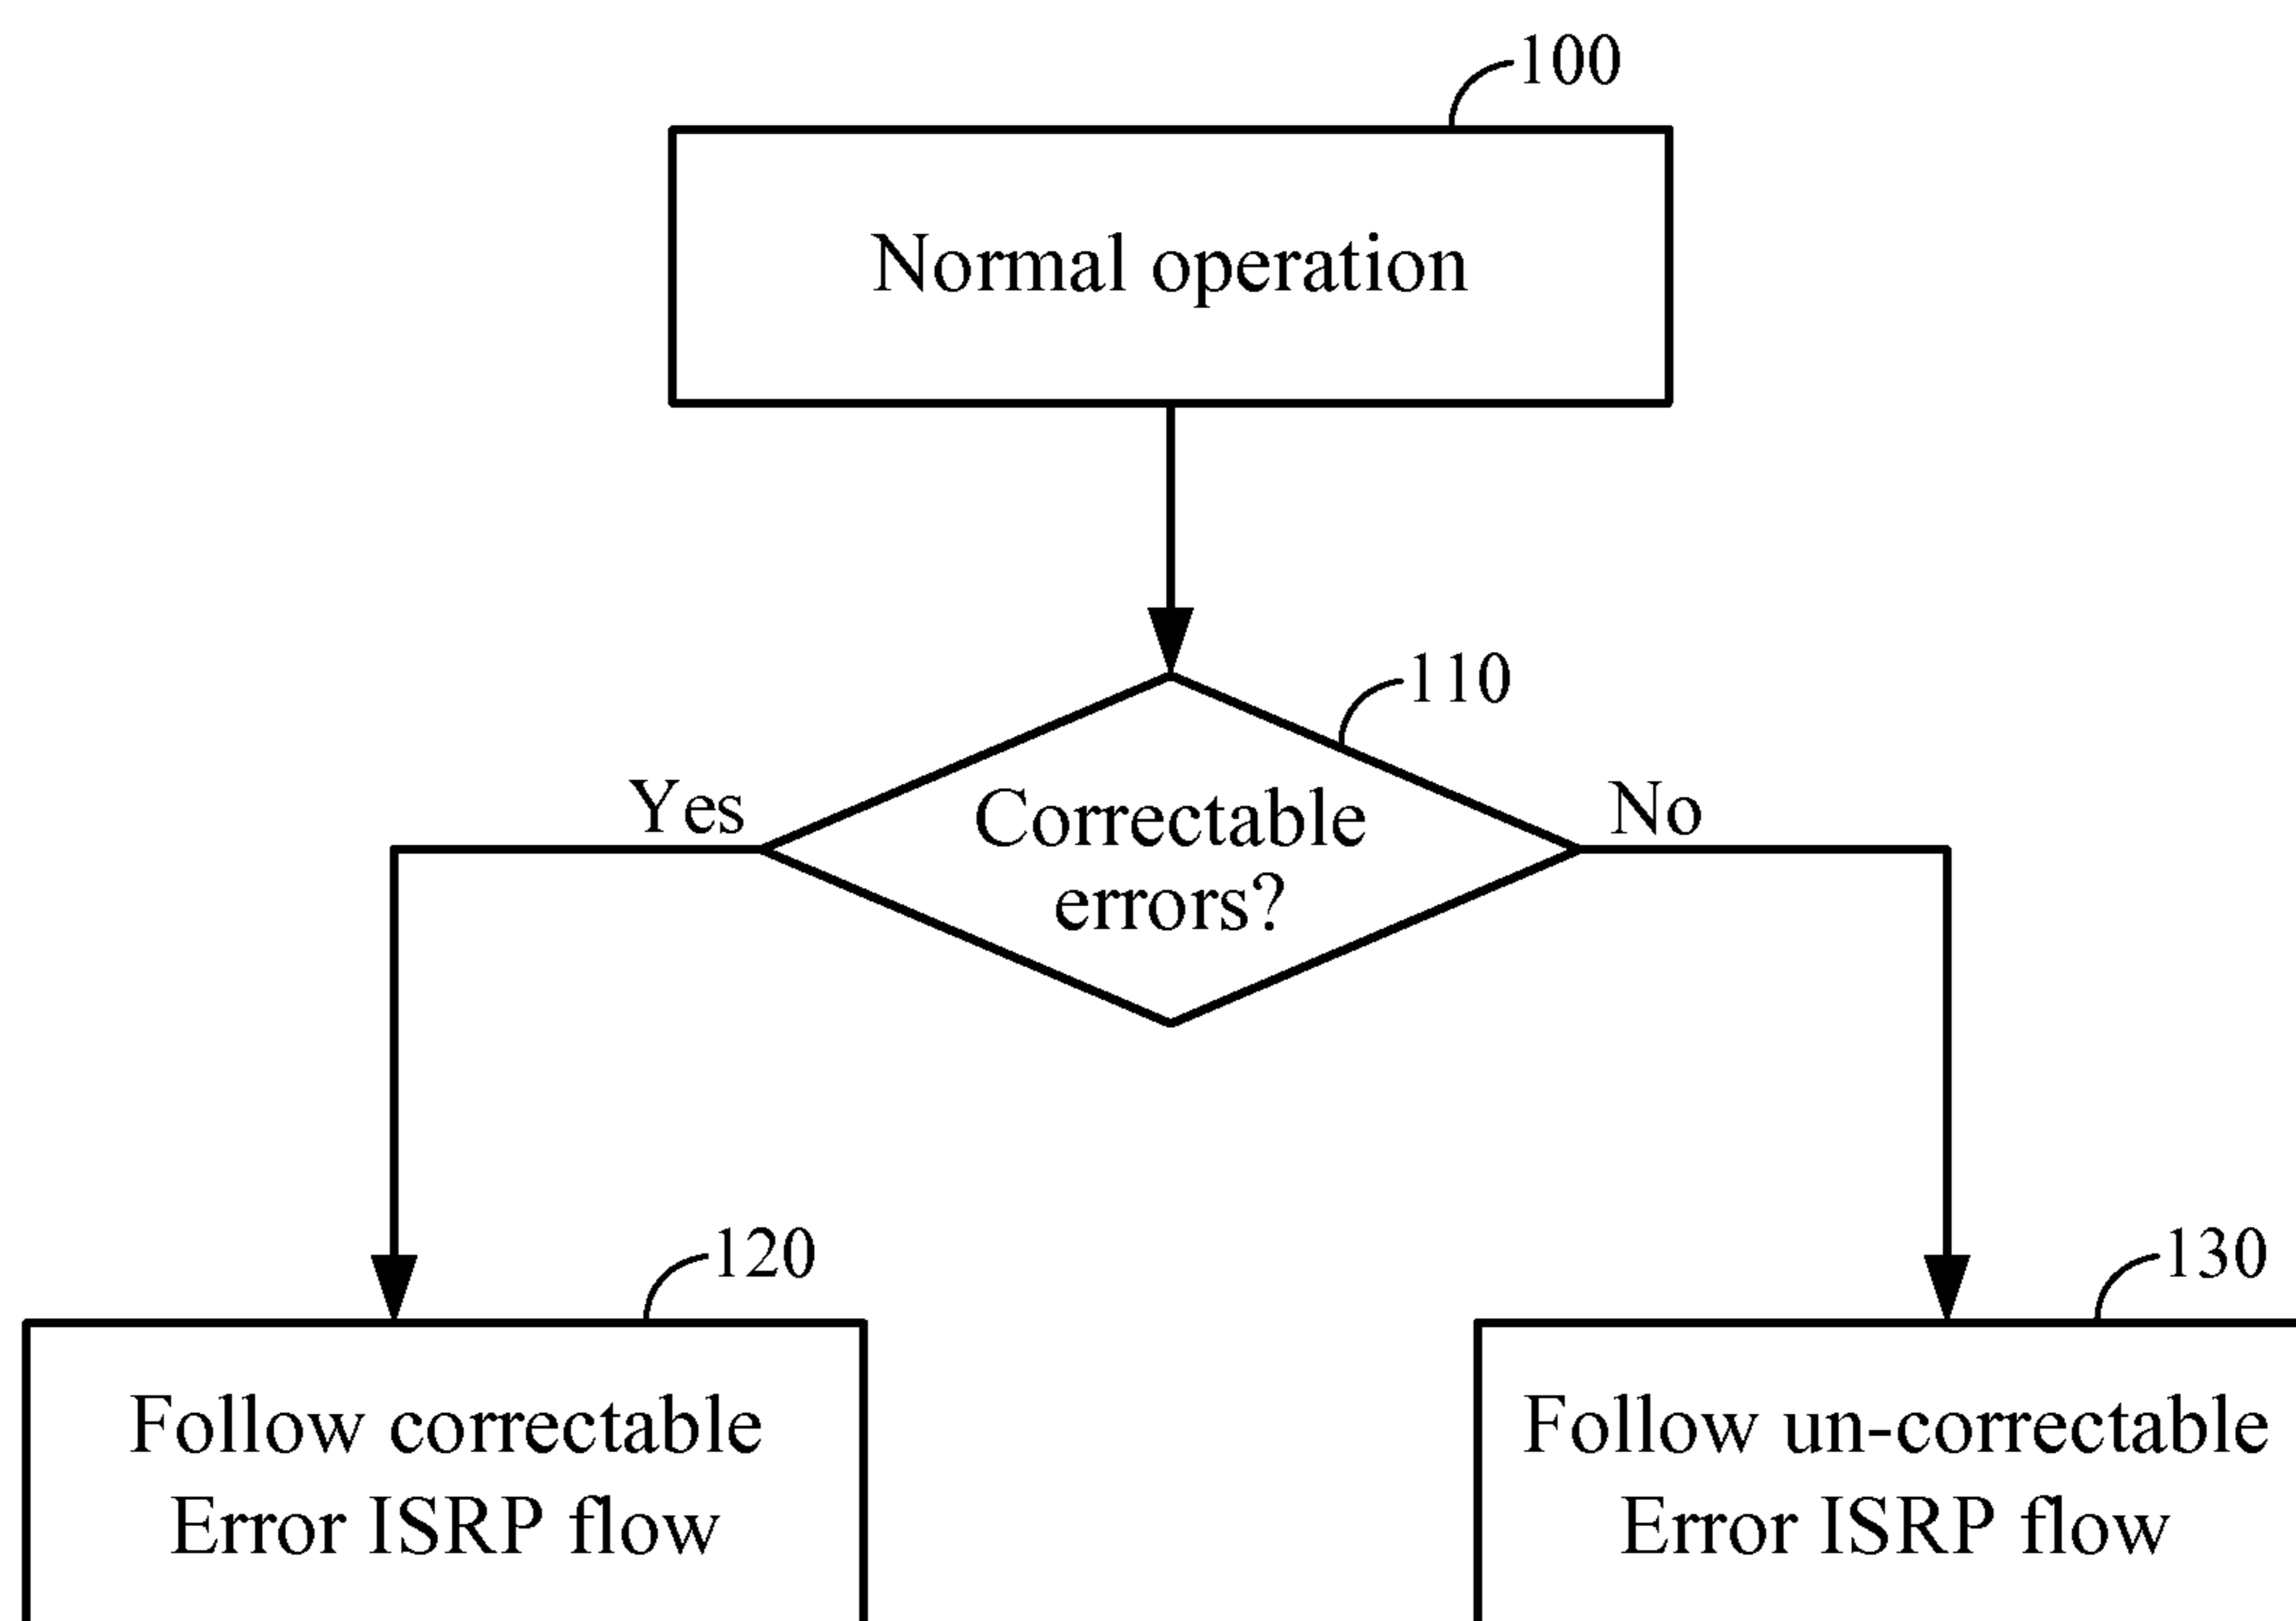 100
Normal operation
110
Yes
Correctable
errors?
No
120
Follow correctable
Error ISRP flow
130
Follow un-correctable
Error ISRP flow